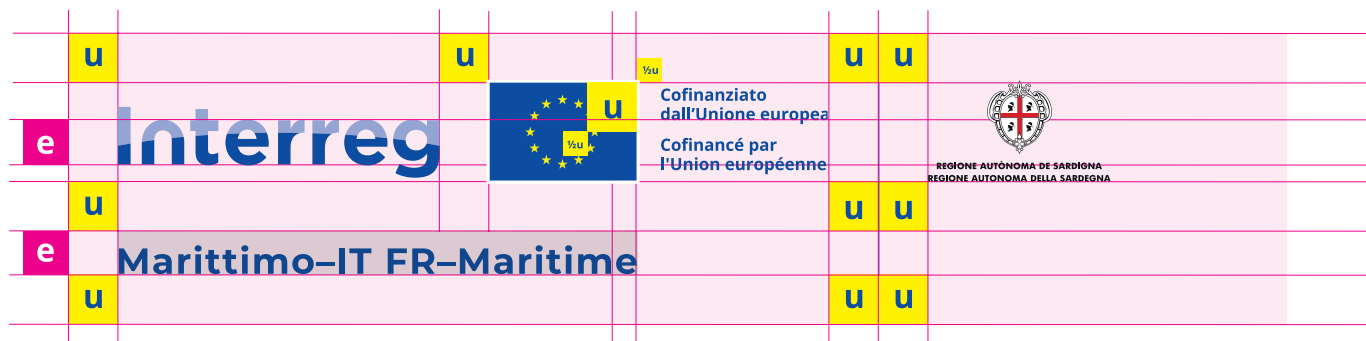 u u u u
½u
Interreg
u
½u
Cofinanziato
dall'Unione europea
Cofinancé par
l'Union européenne
REGIONE AUTÒNOMA DE SARDIGNA
REGIONE AUTONOMA DELLA SARDEGNA
e
u u u
e
Marittimo–IT FR–Maritime
u u u